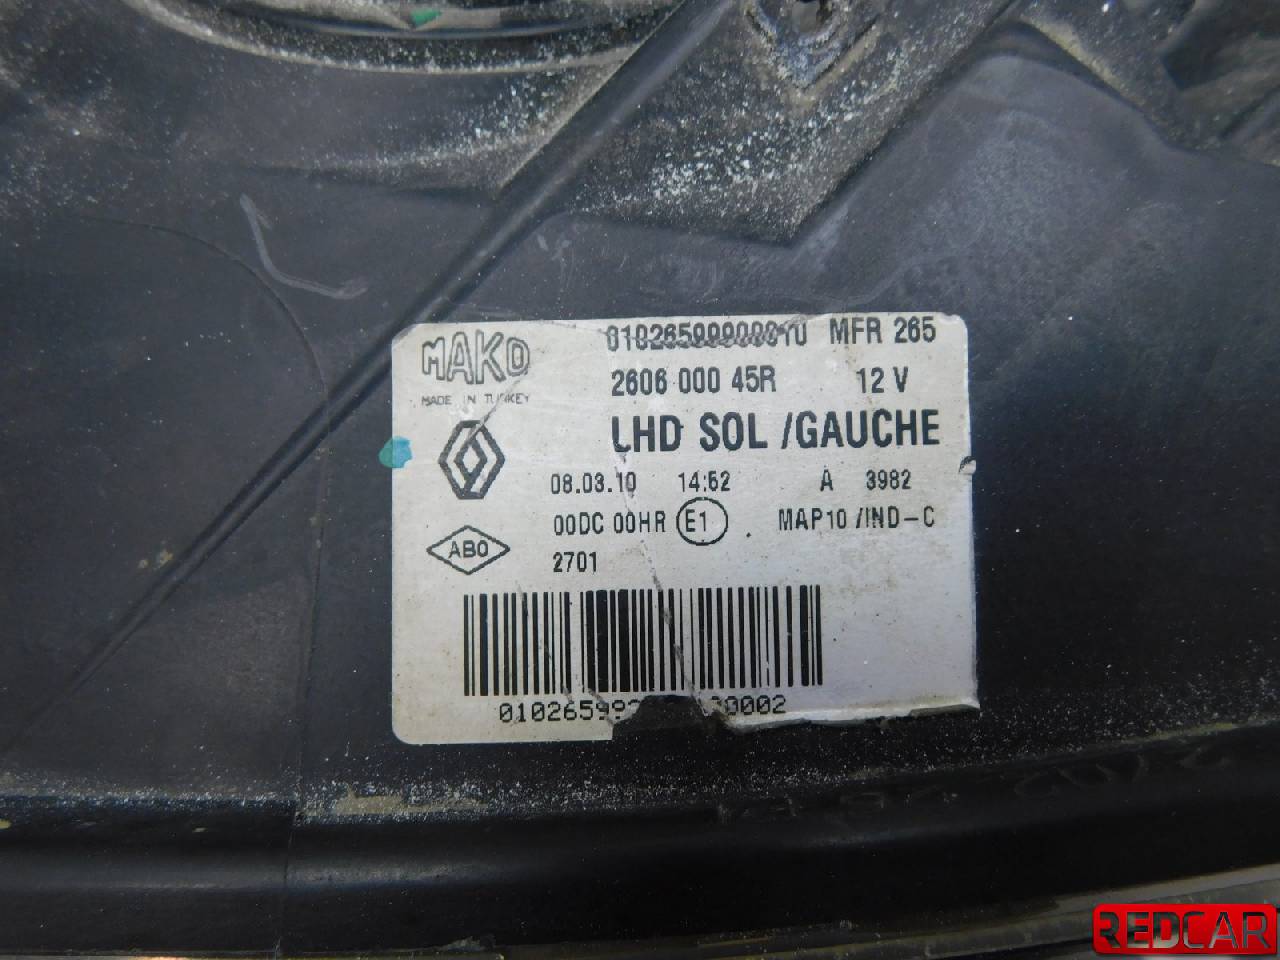 MAKO
MADE IN TURKEY
MFR 265
2606 000 45R 12 V
LHD SOL /GAUCHE
08.03.10 14:52 A 3982
00DC 00HR E1 MAP10 /IND-C
ABO
2701
REDCAR